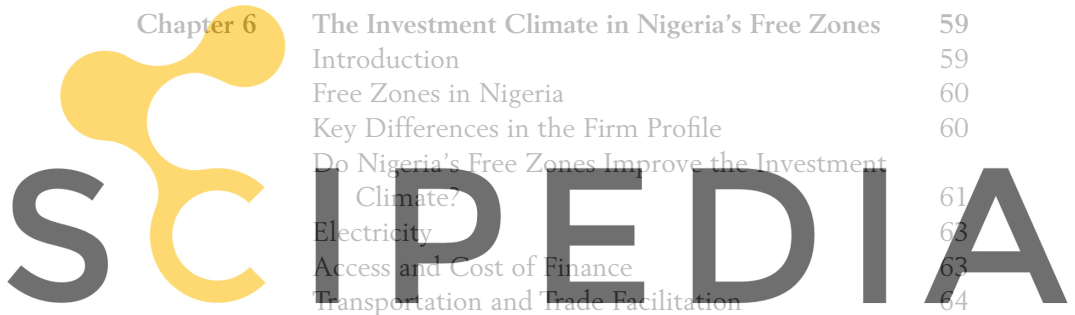 Chapter 6 The Investment Climate in Nigeria's Free Zones 59
Introduction 59
Free Zones in Nigeria 60
Key Differences in the Firm Profile 60
Do Nigeria's Free Zones Improve the Investment
Climate? 61
Electricity 63
Access and Cost of Finance 63
Transportation and Trade Facilitation 64
SCIPEDIA